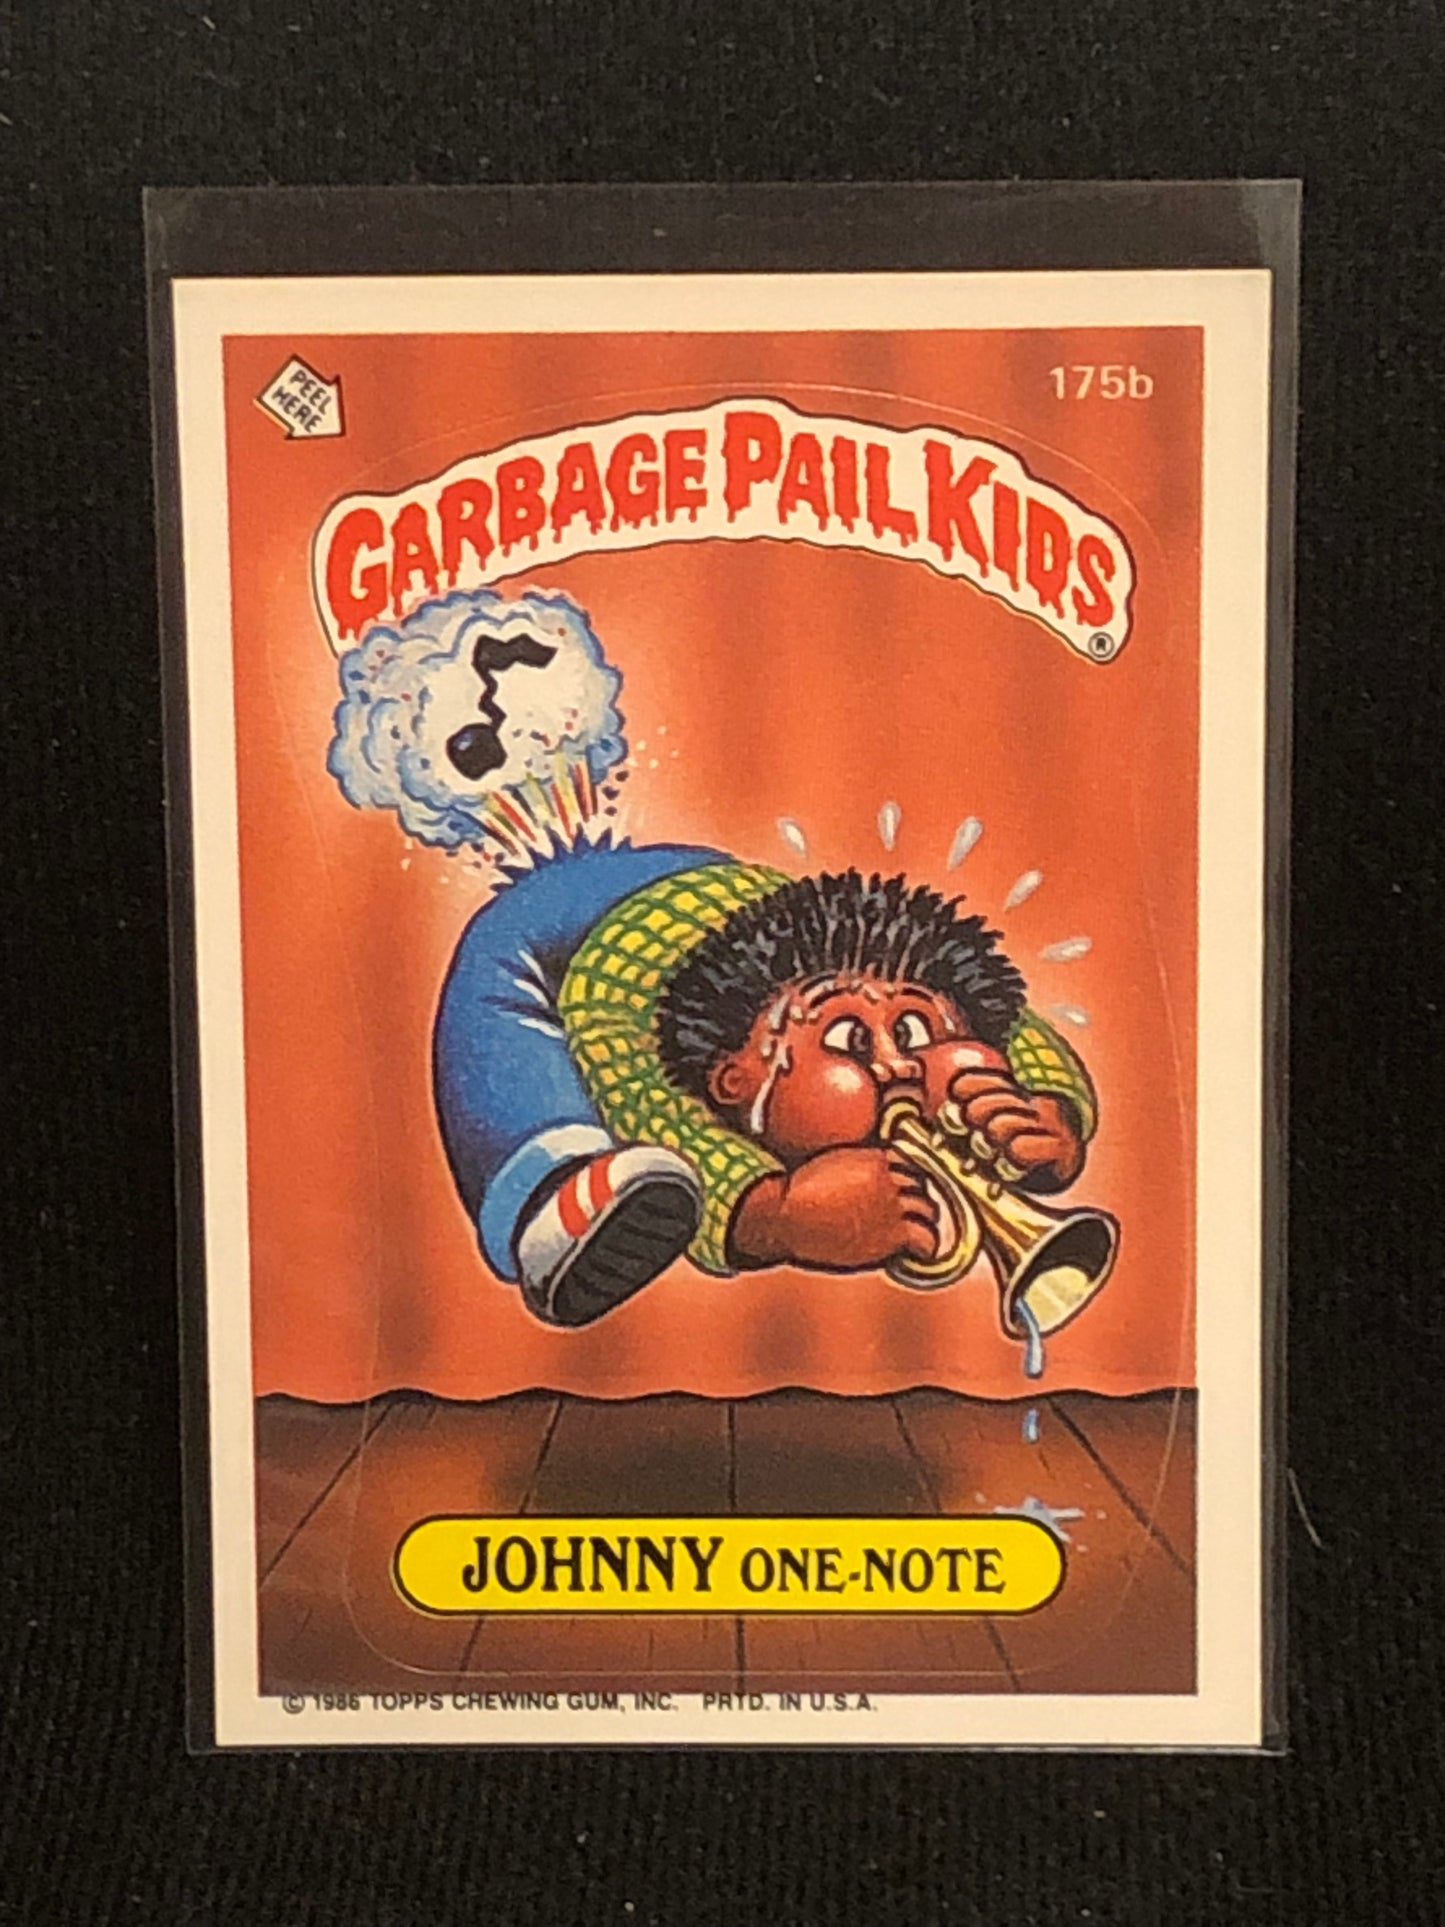 PEEL
HERE
175b
GARBAGE PAIL KIDS
®
JOHNNY ONE-NOTE
© 1986 TOPPS CHEWING GUM, INC. PRTD. IN U.S.A.